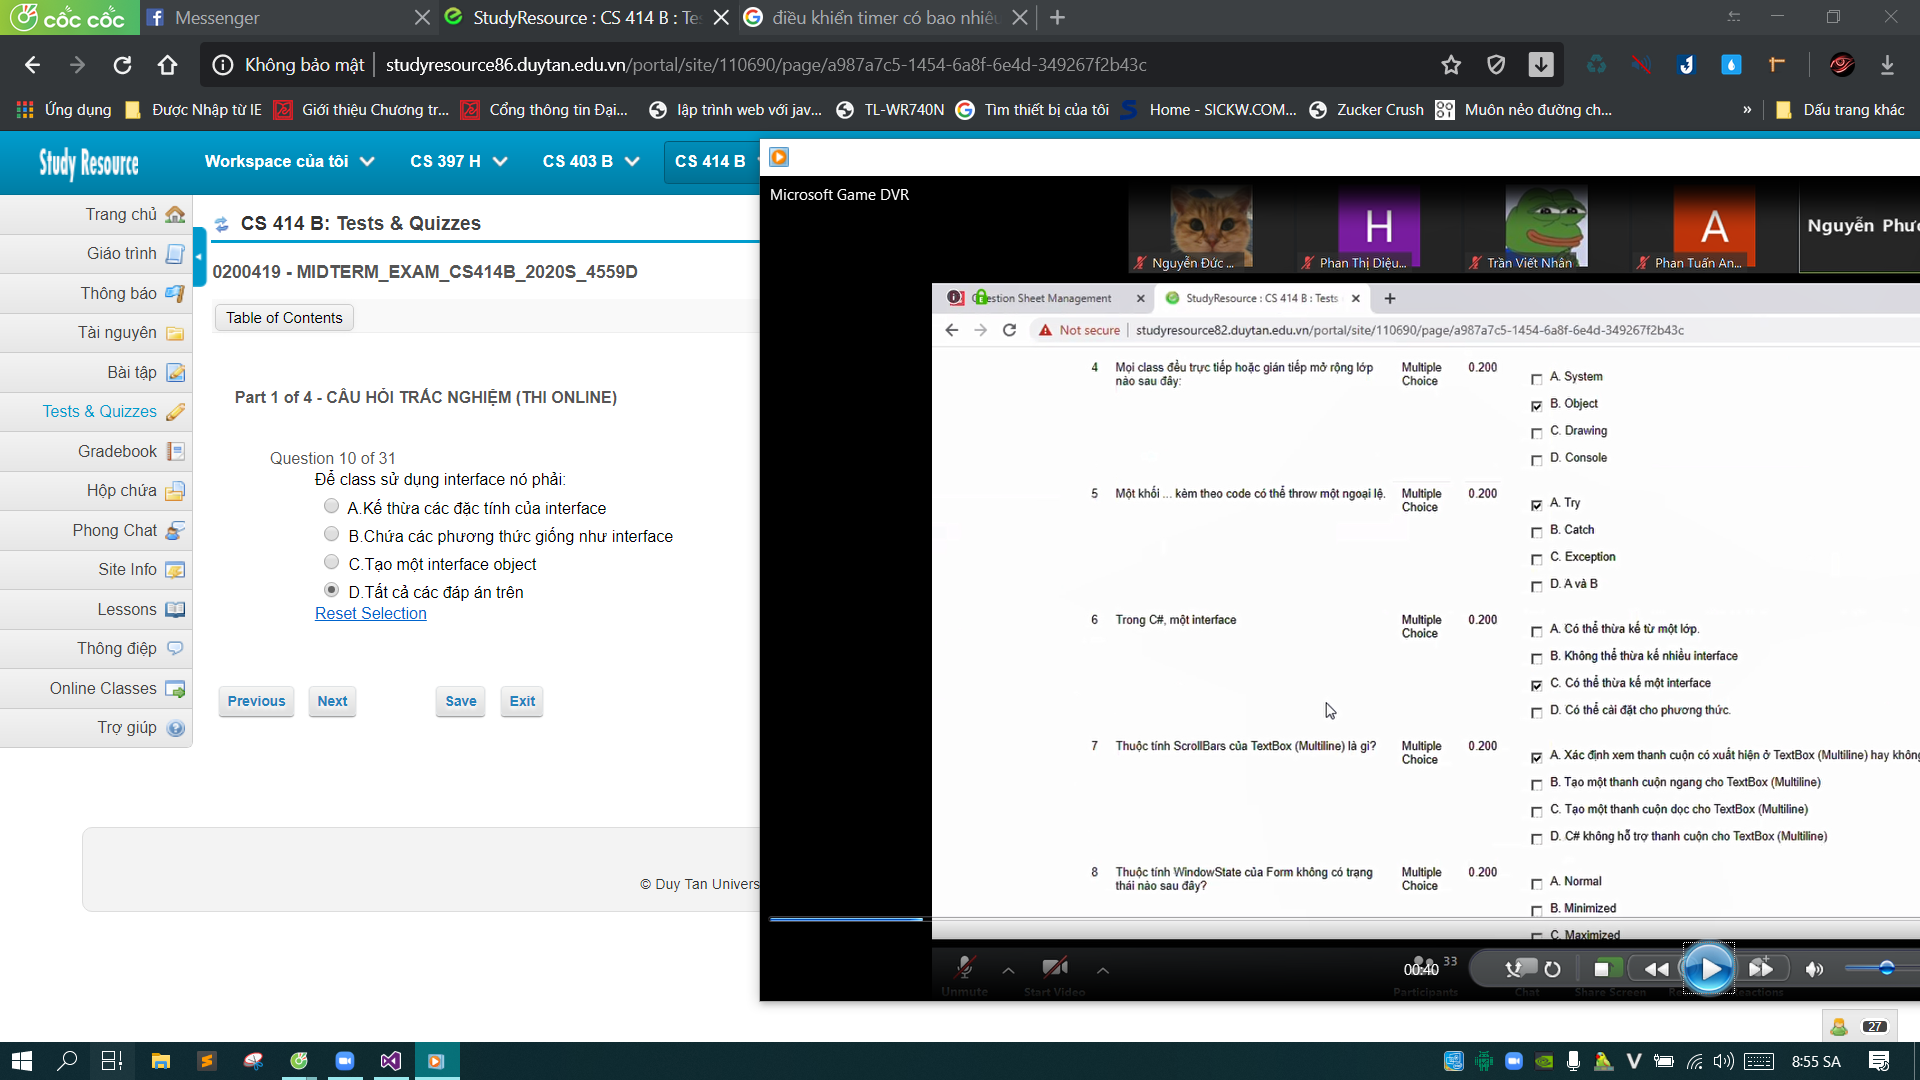 cốc cốc
Messenger
StudyResource : CS 414 B : Te
điều khiển timer có bao nhiêu
Không bảo mật
studyresource86.duytan.edu.vn/portal/site/110690/page/a987a7c5-1454-6a8f-6e4d-349267f2b43c
Ứng dụng
Được Nhập từ IE
Giới thiệu Chương tr...
Cổng thông tin Đại...
lập trình web với jav...
TL-WR740N
Tìm thiết bị của tôi
Home - SICKW.COM...
Zucker Crush
Muôn nẻo đường ch...
»
Dấu trang khác
Study Resource
Workspace của tôi
CS 397 H
CS 403 B
CS 414 B
Trang chủ
Giáo trình
Thông báo
Tài nguyên
Bài tập
Tests & Quizzes
Gradebook
Hộp chứa
Phong Chat
Site Info
Lessons
Thông điệp
Online Classes
Trợ giúp
CS 414 B: Tests & Quizzes
0200419 - MIDTERM_EXAM_CS414B_2020S_4559D
Table of Contents
Part 1 of 4 - CÂU HỎI TRẮC NGHIỆM (THI ONLINE)
Question 10 of 31
Để class sử dụng interface nó phải:
A.Kế thừa các đặc tính của interface
B.Chứa các phương thức giống như interface
C.Tạo một interface object
D.Tất cả các đáp án trên
Reset Selection
Previous
Next
Save
Exit
© Duy Tan Univers
Microsoft Game DVR
Nguyễn Đức ...
H
Phan Thị Diệu...
Trần Viết Nhân
A
Phan Tuấn An...
Nguyễn Phươ
Question Sheet Management
StudyResource : CS 414 B : Tests
Not secure
studyresource82.duytan.edu.vn/portal/site/110690/page/a987a7c5-1454-6a8f-6e4d-349267f2b43c
4 Mọi class đều trực tiếp hoặc gián tiếp mở rộng lớp nào sau đây: Multiple Choice 0.200
A. System
B. Object
C. Drawing
D. Console
5 Một khối ... kèm theo code có thể throw một ngoại lệ. Multiple Choice 0.200
A. Try
B. Catch
C. Exception
D. A và B
6 Trong C#, một interface Multiple Choice 0.200
A. Có thể thừa kế từ một lớp.
B. Không thể thừa kế nhiều interface
C. Có thể thừa kế một interface
D. Có thể cài đặt cho phương thức.
7 Thuộc tính ScrollBars của TextBox (Multiline) là gì? Multiple Choice 0.200
A. Xác định xem thanh cuộn có xuất hiện ở TextBox (Multiline) hay không
B. Tạo một thanh cuộn ngang cho TextBox (Multiline)
C. Tạo một thanh cuộn dọc cho TextBox (Multiline)
D. C# không hỗ trợ thanh cuộn cho TextBox (Multiline)
8 Thuộc tính WindowState của Form không có trạng thái nào sau đây? Multiple Choice 0.200
A. Normal
B. Minimized
C. Maximized
Unmute
Start Video
Participants
33
00:40
Chat
Share Screen
Reactions
27
8:55 SA